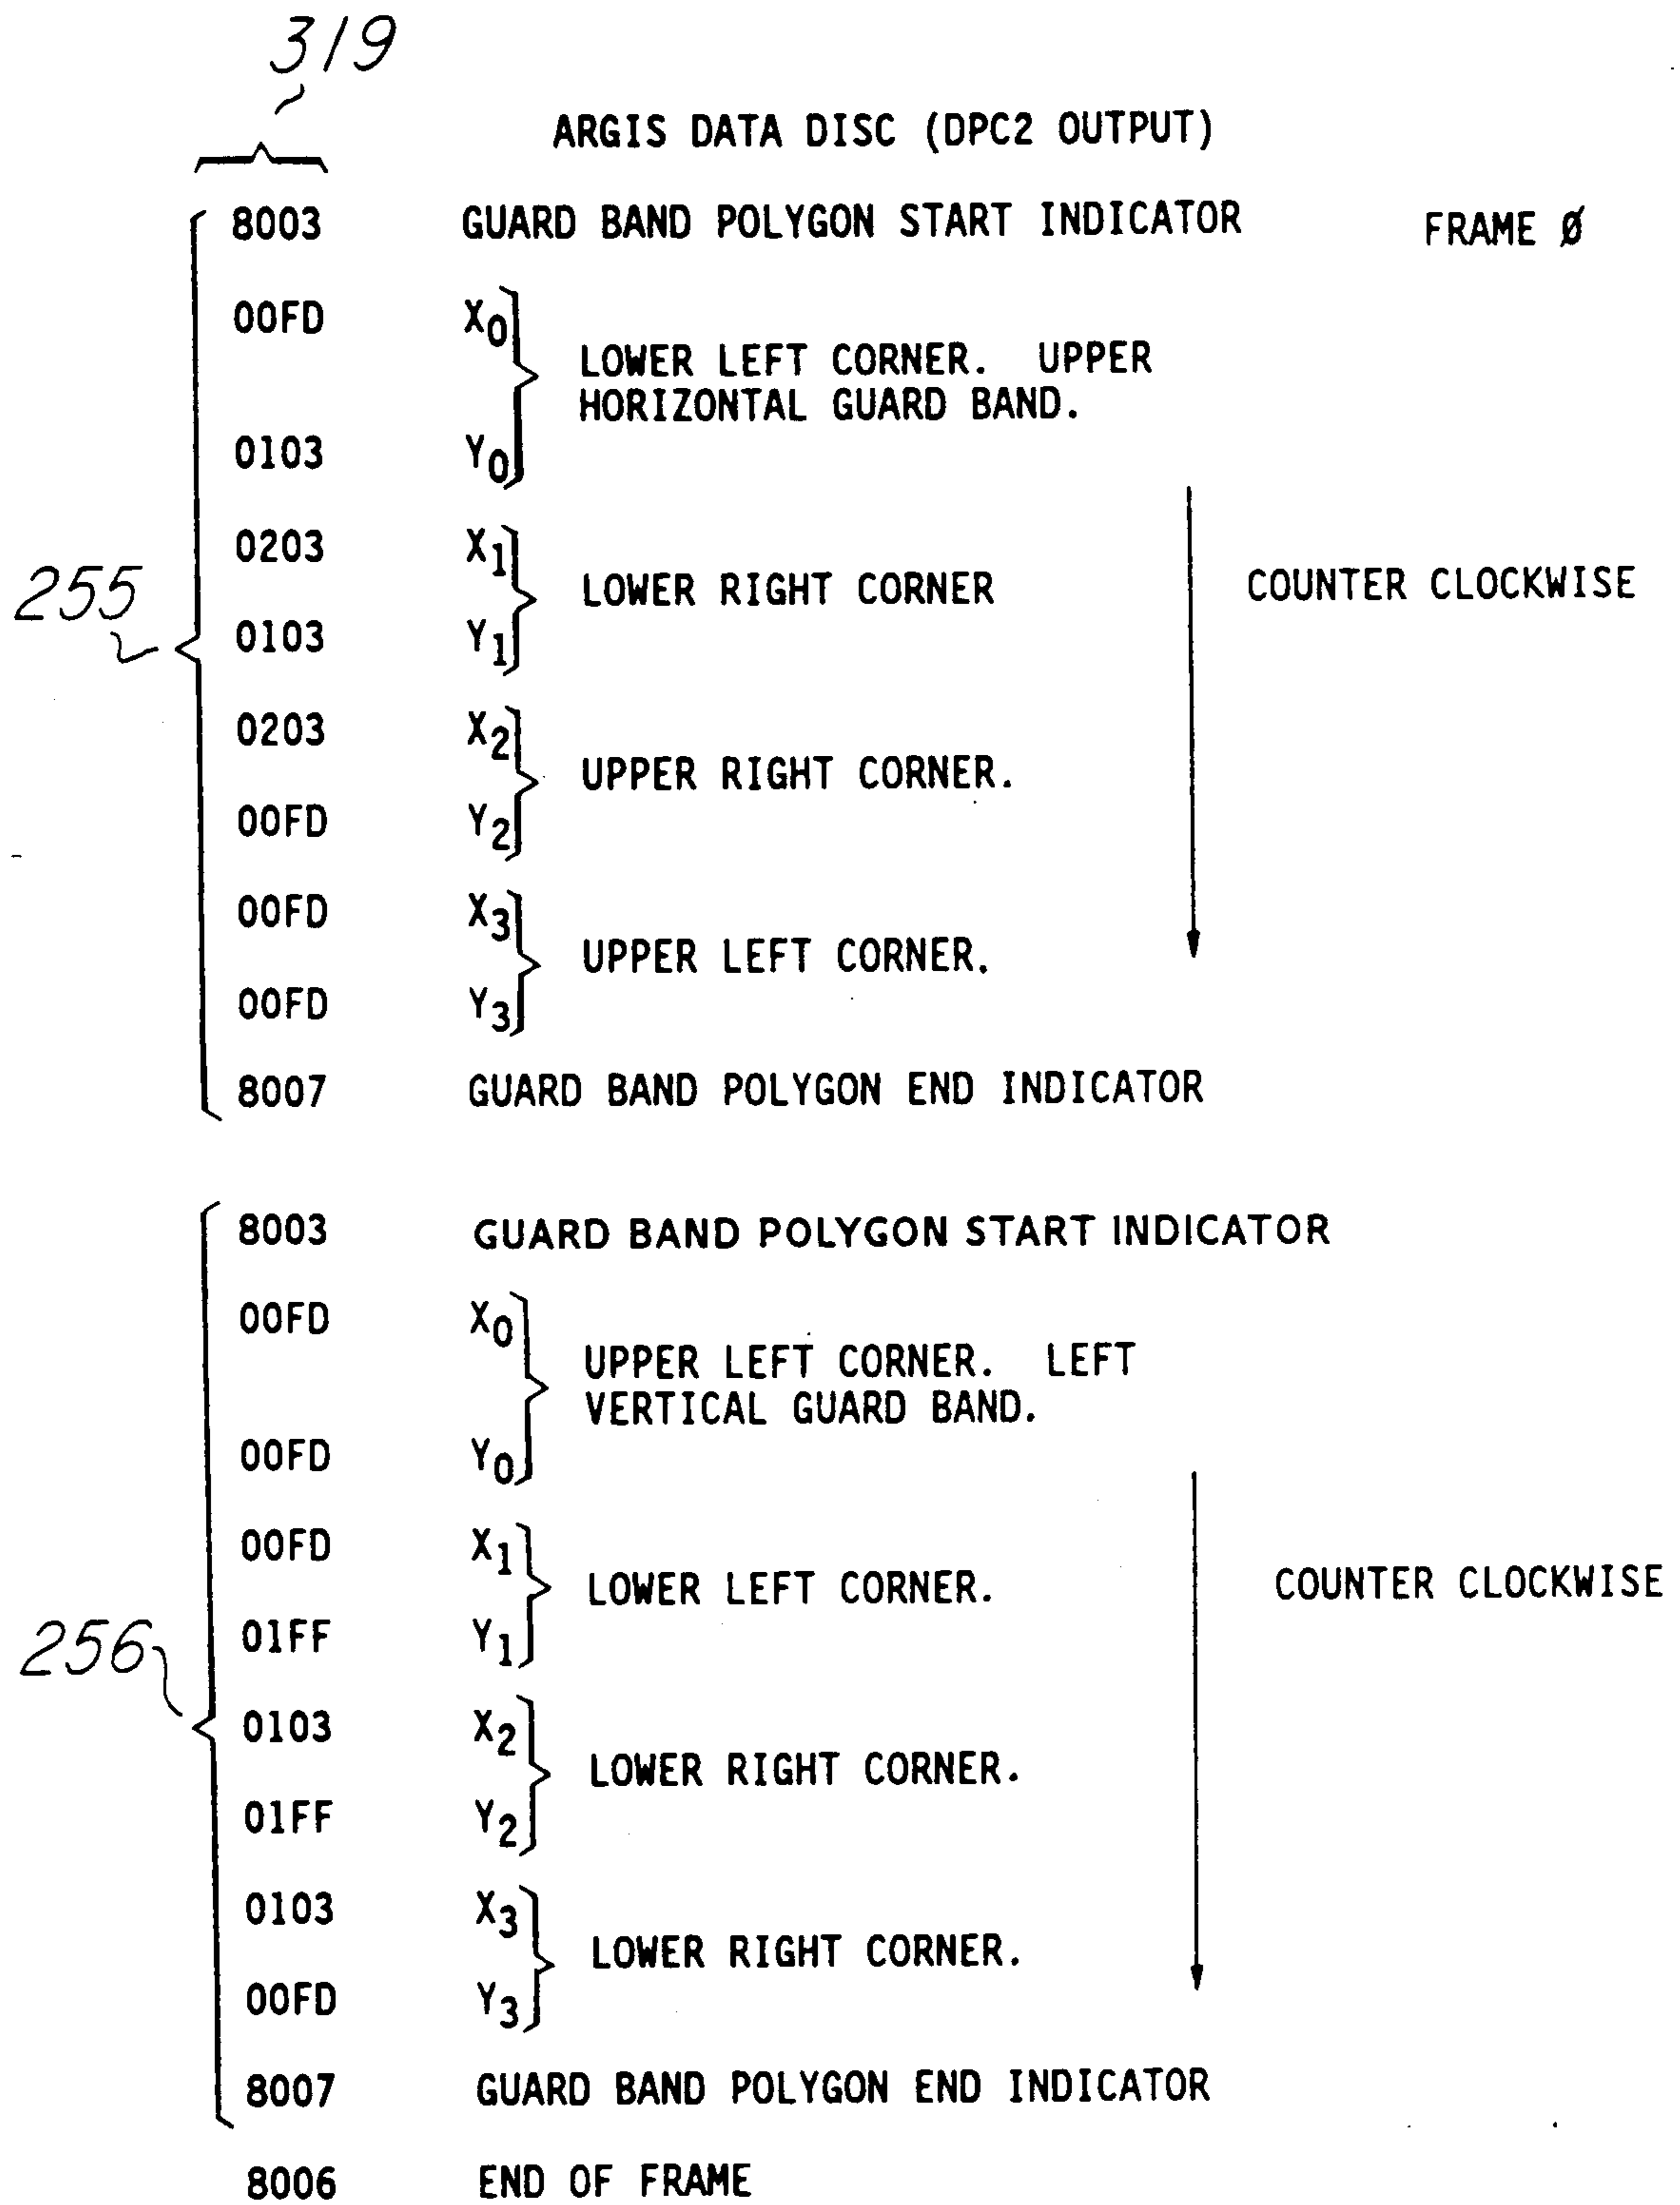 319
ARGIS DATA DISC (DPC2 OUTPUT)
8003 GUARD BAND POLYGON START INDICATOR FRAME Ø
00FD X0
LOWER LEFT CORNER. UPPER
HORIZONTAL GUARD BAND.
0103 Y0
0203 X1
255 LOWER RIGHT CORNER COUNTER CLOCKWISE
0103 Y1
0203 X2
UPPER RIGHT CORNER.
00FD Y2
00FD X3
UPPER LEFT CORNER.
00FD Y3
8007 GUARD BAND POLYGON END INDICATOR
8003 GUARD BAND POLYGON START INDICATOR
00FD X0
UPPER LEFT CORNER. LEFT
VERTICAL GUARD BAND.
00FD Y0
00FD X1
LOWER LEFT CORNER. COUNTER CLOCKWISE
01FF Y1
256
0103 X2
LOWER RIGHT CORNER.
01FF Y2
0103 X3
LOWER RIGHT CORNER.
00FD Y3
8007 GUARD BAND POLYGON END INDICATOR
8006 END OF FRAME